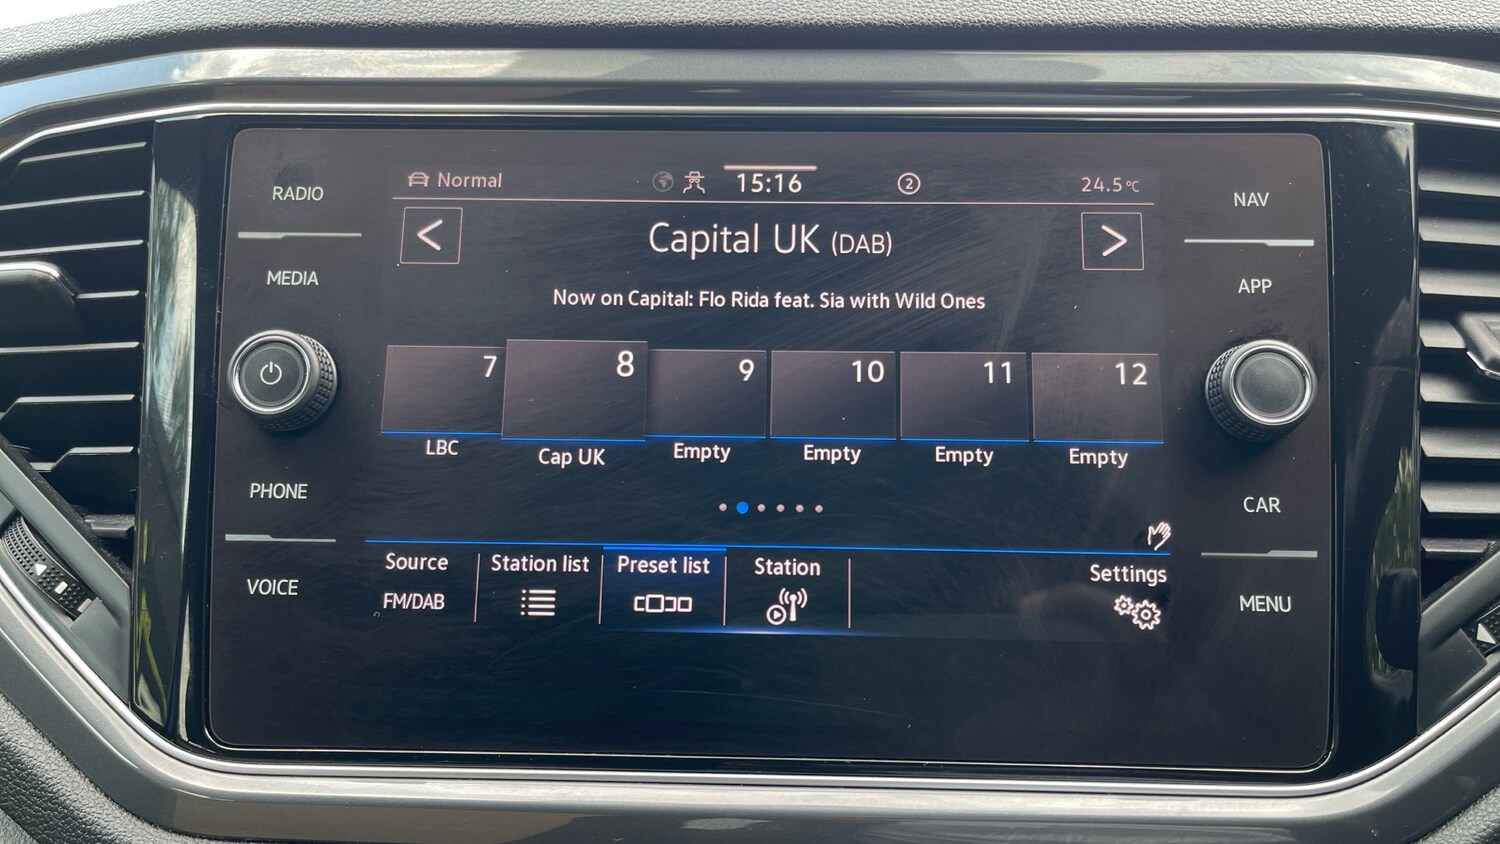 RADIO
MEDIA
PHONE
VOICE
Normal
15:16
2
24.5°C
< Capital UK (DAB) >
Now on Capital: Flo Rida feat. Sia with Wild Ones
7 8 9 10 11 12
LBC Cap UK Empty Empty Empty Empty
Source Station list Preset list Station Settings
FM/DAB
NAV
APP
CAR
MENU